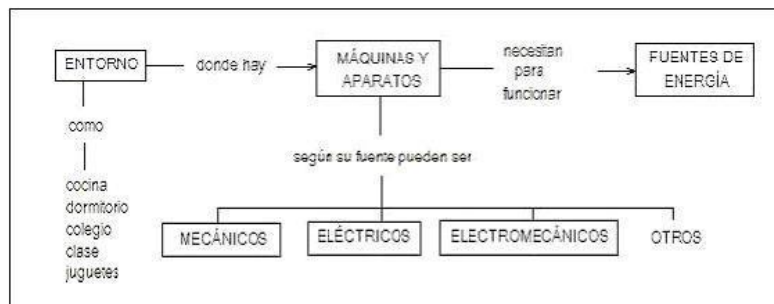 ENTORNO
donde hay
MÁQUINAS Y
APARATOS
necesitan
para
funcionar
FUENTES DE
ENERGÍA
como
según su fuente pueden ser
cocina
dormitorio
colegio
clase
juguetes
MECÁNICOS
ELÉCTRICOS
ELECTROMECÁNICOS
OTROS